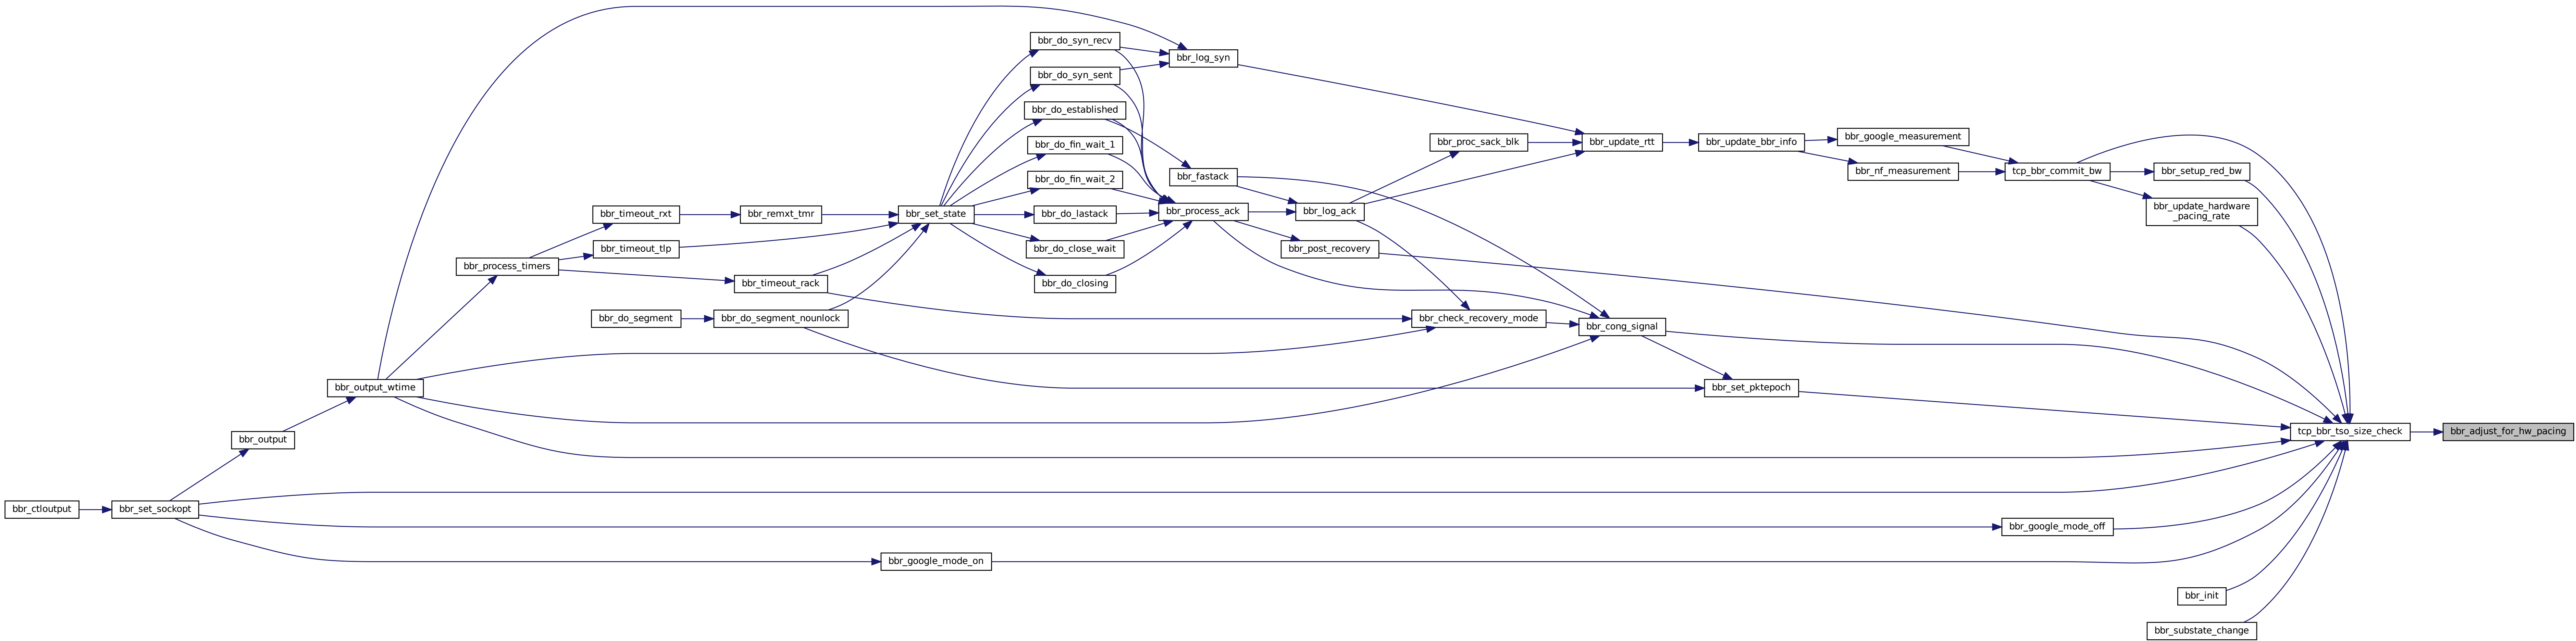 bbr_do_syn_recv
bbr_log_syn
bbr_do_syn_sent
bbr_do_established
bbr_do_fin_wait_1
bbr_proc_sack_blk
bbr_update_rtt
bbr_update_bbr_info
bbr_google_measurement
bbr_do_fin_wait_2
bbr_fastack
bbr_nf_measurement
tcp_bbr_commit_bw
bbr_setup_red_bw
bbr_timeout_rxt
bbr_remxt_tmr
bbr_set_state
bbr_do_lastack
bbr_process_ack
bbr_log_ack
bbr_update_hardware
_pacing_rate
bbr_timeout_tlp
bbr_do_close_wait
bbr_post_recovery
bbr_process_timers
bbr_timeout_rack
bbr_do_closing
bbr_do_segment
bbr_do_segment_nounlock
bbr_check_recovery_mode
bbr_cong_signal
bbr_output_wtime
bbr_set_pktepoch
bbr_output
tcp_bbr_tso_size_check
bbr_adjust_for_hw_pacing
bbr_ctloutput
bbr_set_sockopt
bbr_google_mode_off
bbr_google_mode_on
bbr_init
bbr_substate_change